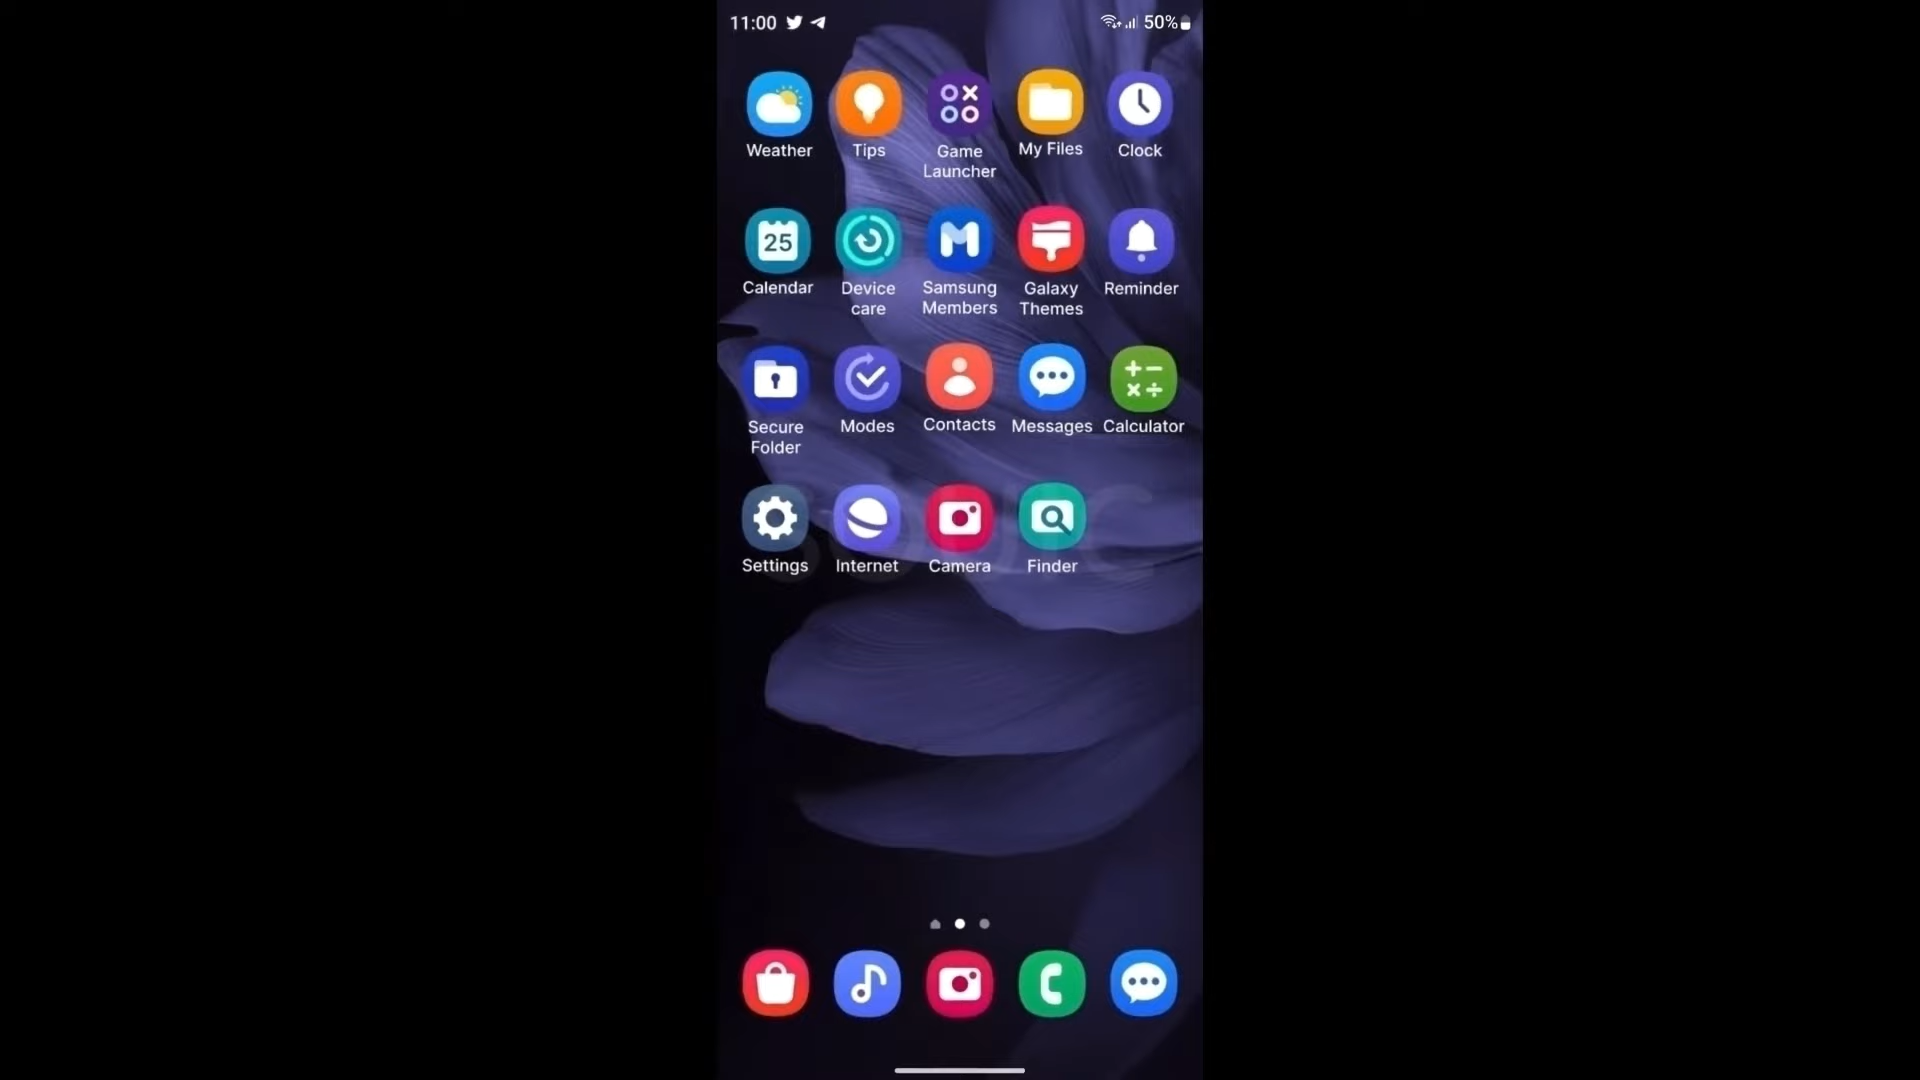 11:00 50%
Weather Tips Game Launcher My Files Clock
25
Calendar Device care Samsung Members Galaxy Themes Reminder
Secure Folder Modes Contacts Messages Calculator
Settings Internet Camera Finder